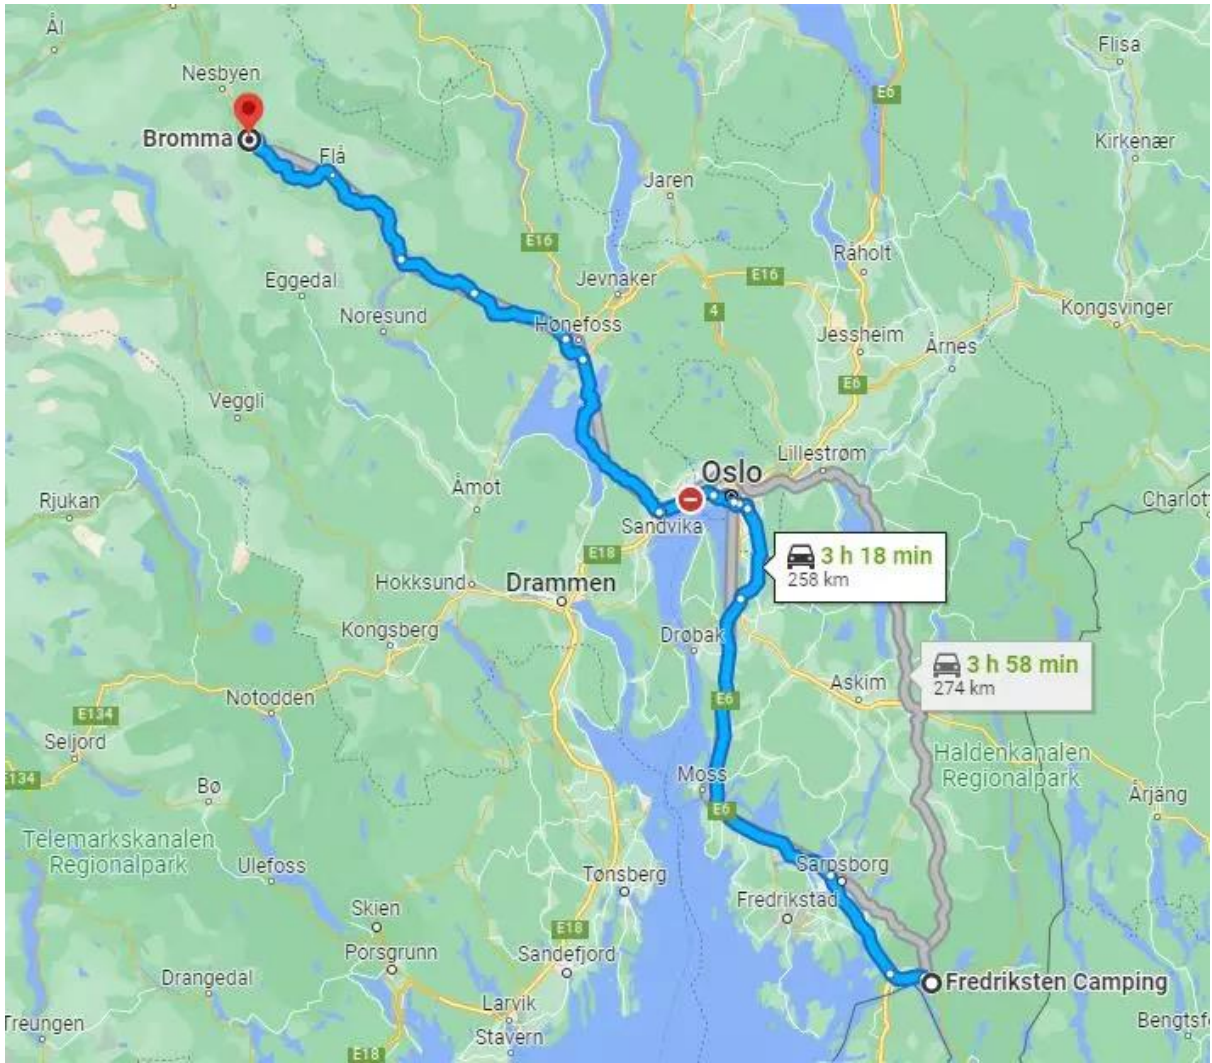 Ål
Flisa
Nesbyen
E6
Bromma
Kirkenær
Flå
Jaren
E16
Råholt
Eggedal
Jevnaker
E16
Noresund
4
Kongsvinger
Hønefoss
Jessheim
Årnes
E6
Veggli
Lillestrøm
Oslo
Åmot
Rjukan
Charlott
Sandvika
E18
3 h 18 min
258 km
Hokksund
Drammen
Kongsberg
Drøbak
3 h 58 min
274 km
Askim
Notodden
E6
E134
Seljord
Haldenkanalen
Regionalpark
Moss
E134
Bø
E6
Årjäng
Telemarkskanalen
Regionalpark
Ulefoss
Sarpsborg
Tønsberg
Fredrikstad
Skien
E18
Porsgrunn
Sandefjord
Drangedal
Fredriksten Camping
Larvik
Treungen
Stavern
Bengtsf
E18